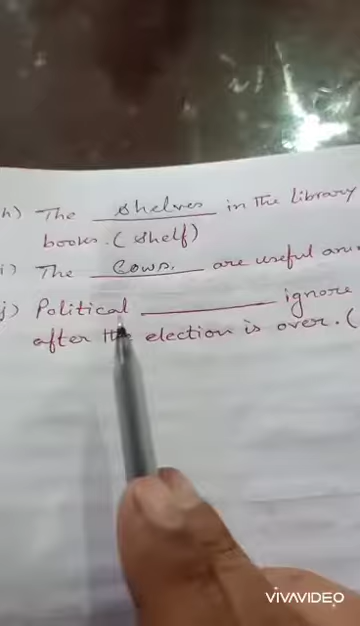 h) The shelves in the library
books. (shelf)
i) The Cows. are useful
j) Political ________ ignore
after the election is over. (
VIVAVIDEO